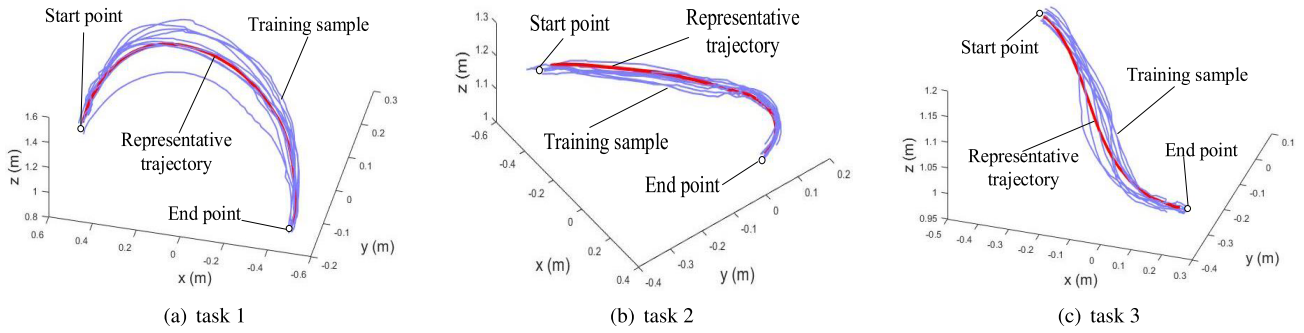 Start point
Training sample
Representative
trajectory
End point
1.6
1.4
1.2
1
0.8
z (m)
0.6
0.4
0.2
0
-0.2
-0.4
-0.6
x (m)
-0.2
-0.1
0
0.1
0.2
0.3
y (m)
(a) task 1
Start point
Representative
trajectory
Training sample
End point
1.3
1.2
1.1
1
z (m)
-0.6
-0.4
-0.2
0
0.2
0.4
x (m)
-0.4
-0.3
-0.2
-0.1
0
0.1
0.2
y (m)
(b) task 2
Start point
Training sample
Representative
trajectory
End point
1.2
1.15
1.1
1.05
1
0.95
z (m)
-0.5
-0.4
-0.3
-0.2
-0.1
0
0.1
0.2
0.3
x (m)
-0.4
-0.3
-0.2
-0.1
0
0.1
y (m)
(c) task 3